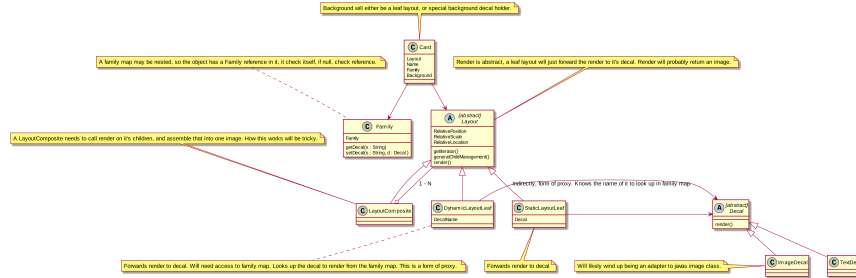 Background will either be a leaf layout, or special background decal holder.
C Card
Layout
Name
Family
Background
A family map may be nested, so the object has a Family reference in it, it check itself, if null, check reference.
Render is abstract, a leaf layout will just forward the render to it's decal. Render will probably return an image.
C Family
Family
getDecal(s : String)
setDecal(s : String, d : Decal)
A {abstract}
Layout
RelativePosition
RelativeScale
RelativeLocation
getIterator()
generalChildManagement()
render()
A LayoutComposite needs to call render on it's children, and assemble that into one image. How this works will be tricky.
1 - N
Indirectly, form of proxy. Knows the name of it to look up in family map.
C LayoutComposite
C DynamicLayoutLeaf
DecalName
C StaticLayoutLeaf
Decal
A {abstract}
Decal
render()
Forwards render to decal. Will need access to family map. Looks up the decal to render from the family map. This is a form of proxy.
Forwards render to decal
Will likely wind up being an adapter to javas image class.
C ImageDecal
C TextDe